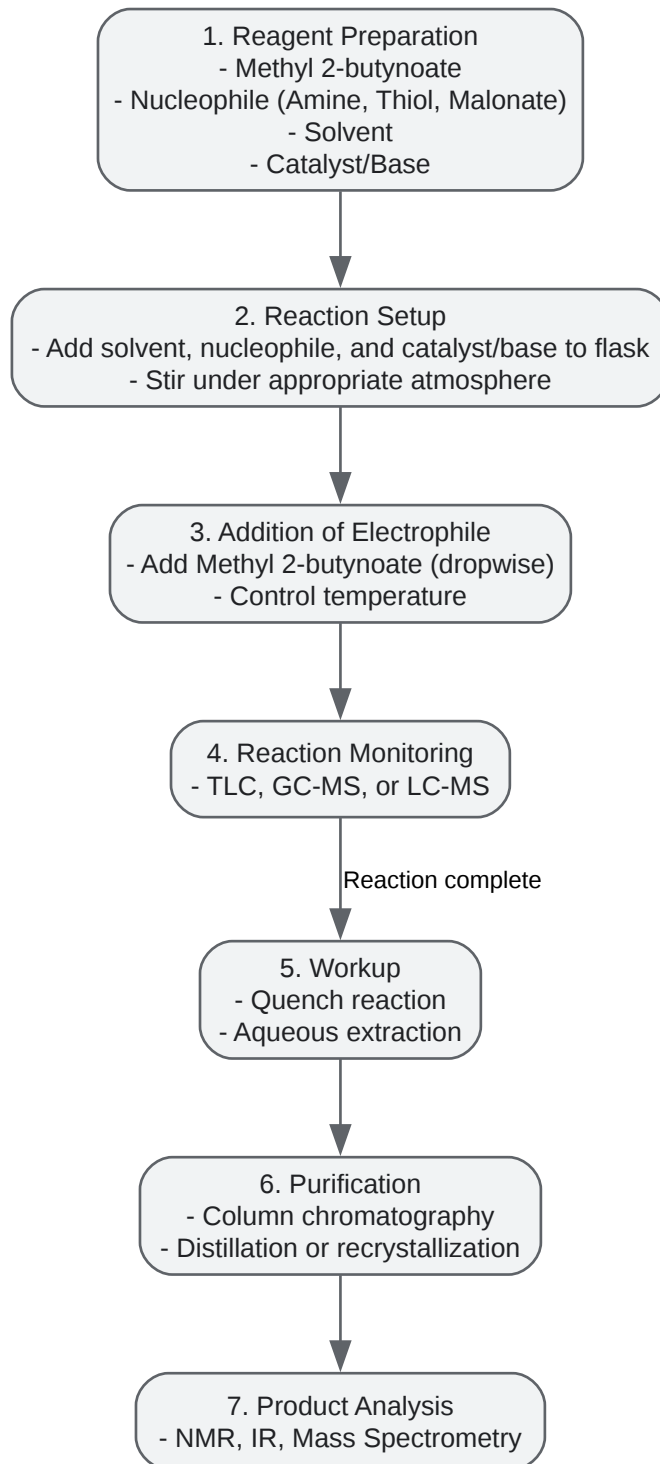 1. Reagent Preparation
- Methyl 2-butynoate
- Nucleophile (Amine, Thiol, Malonate)
- Solvent
- Catalyst/Base
2. Reaction Setup
- Add solvent, nucleophile, and catalyst/base to flask
- Stir under appropriate atmosphere
3. Addition of Electrophile
- Add Methyl 2-butynoate (dropwise)
- Control temperature
4. Reaction Monitoring
- TLC, GC-MS, or LC-MS
Reaction complete
5. Workup
- Quench reaction
- Aqueous extraction
6. Purification
- Column chromatography
- Distillation or recrystallization
7. Product Analysis
- NMR, IR, Mass Spectrometry